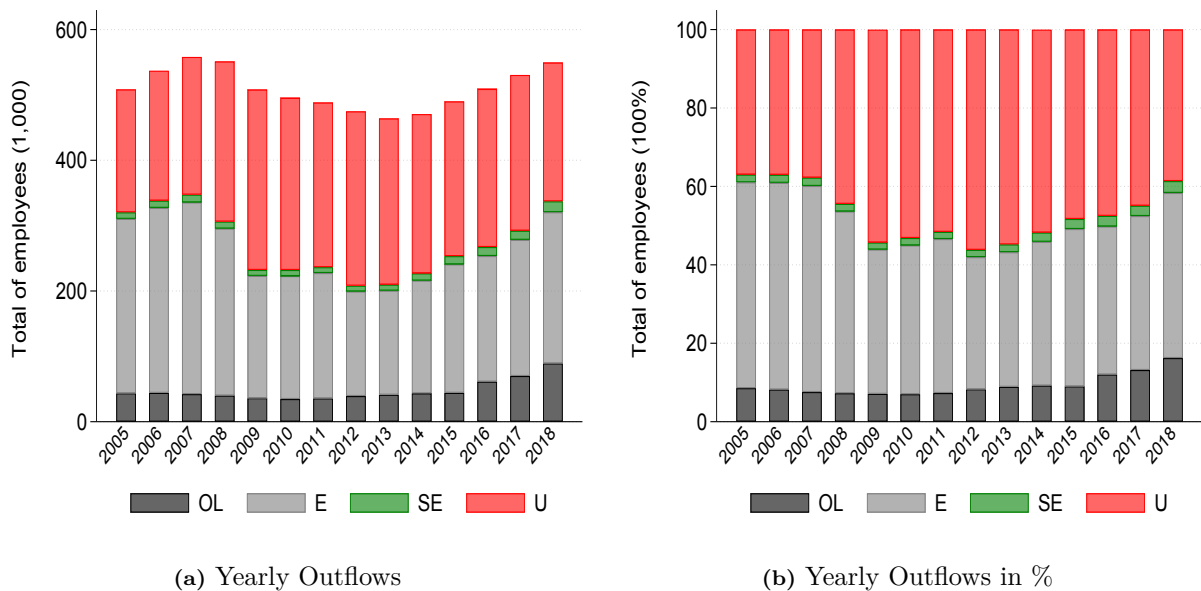 Total of employees (1,000)
600
400
200
0
2005 2006 2007 2008 2009 2010 2011 2012 2013 2014 2015 2016 2017 2018
OL E SE U
(a) Yearly Outflows
Total of employees (100%)
100
80
60
40
20
0
2005 2006 2007 2008 2009 2010 2011 2012 2013 2014 2015 2016 2017 2018
OL E SE U
(b) Yearly Outflows in %